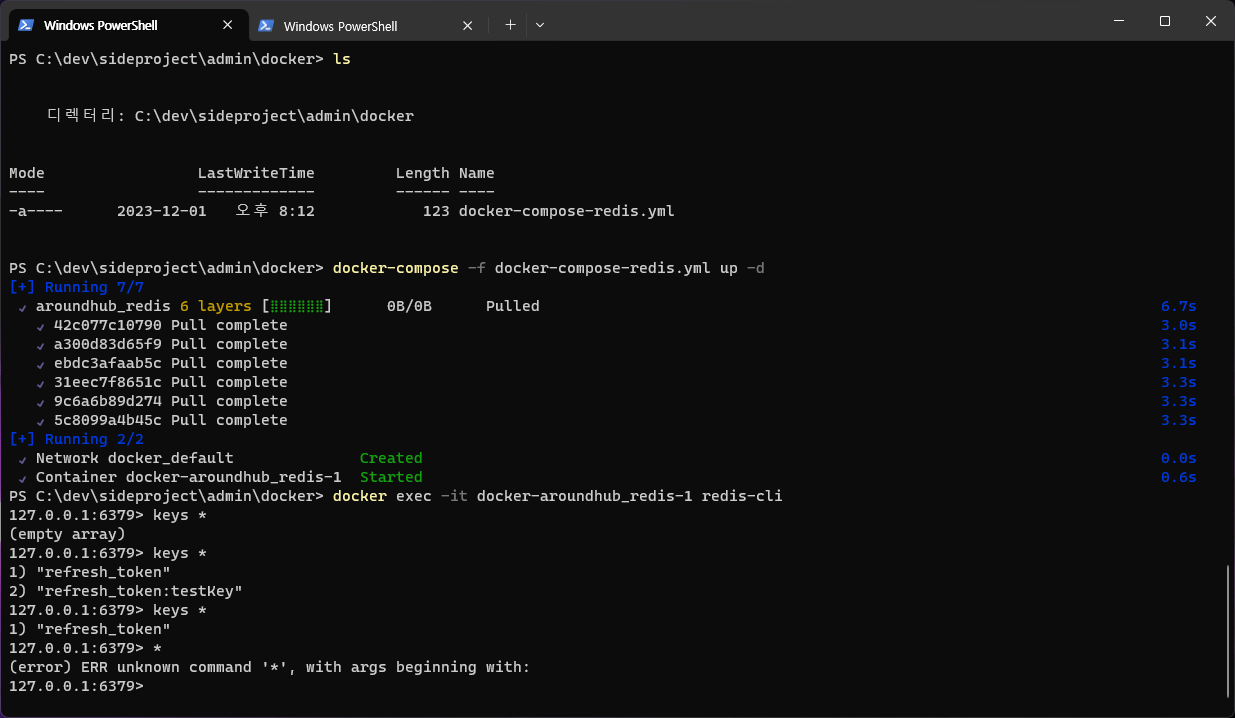 Windows PowerShell
Windows PowerShell
PS C:\dev\sideproject\admin\docker> ls
디렉터리: C:\dev\sideproject\admin\docker
Mode                 LastWriteTime         Length Name
----                 -------------         ------ ----
-a----      2023-12-01   오후 8:12            123 docker-compose-redis.yml
PS C:\dev\sideproject\admin\docker> docker-compose -f docker-compose-redis.yml up -d
[+] Running 7/7
✔ aroundhub_redis 6 layers [⣿⣿⣿⣿⣿⣿]      0B/0B      Pulled 6.7s
✔ 42c077c10790 Pull complete 3.0s
✔ a300d83d65f9 Pull complete 3.1s
✔ ebdc3afaab5c Pull complete 3.1s
✔ 31eec7f8651c Pull complete 3.3s
✔ 9c6a6b89d274 Pull complete 3.3s
✔ 5c8099a4b45c Pull complete 3.3s
[+] Running 2/2
✔ Network docker_default              Created 0.0s
✔ Container docker-aroundhub_redis-1  Started 0.6s
PS C:\dev\sideproject\admin\docker> docker exec -it docker-aroundhub_redis-1 redis-cli
127.0.0.1:6379> keys *
(empty array)
127.0.0.1:6379> keys *
1) "refresh_token"
2) "refresh_token:testKey"
127.0.0.1:6379> keys *
1) "refresh_token"
127.0.0.1:6379> *
(error) ERR unknown command '*', with args beginning with:
127.0.0.1:6379>